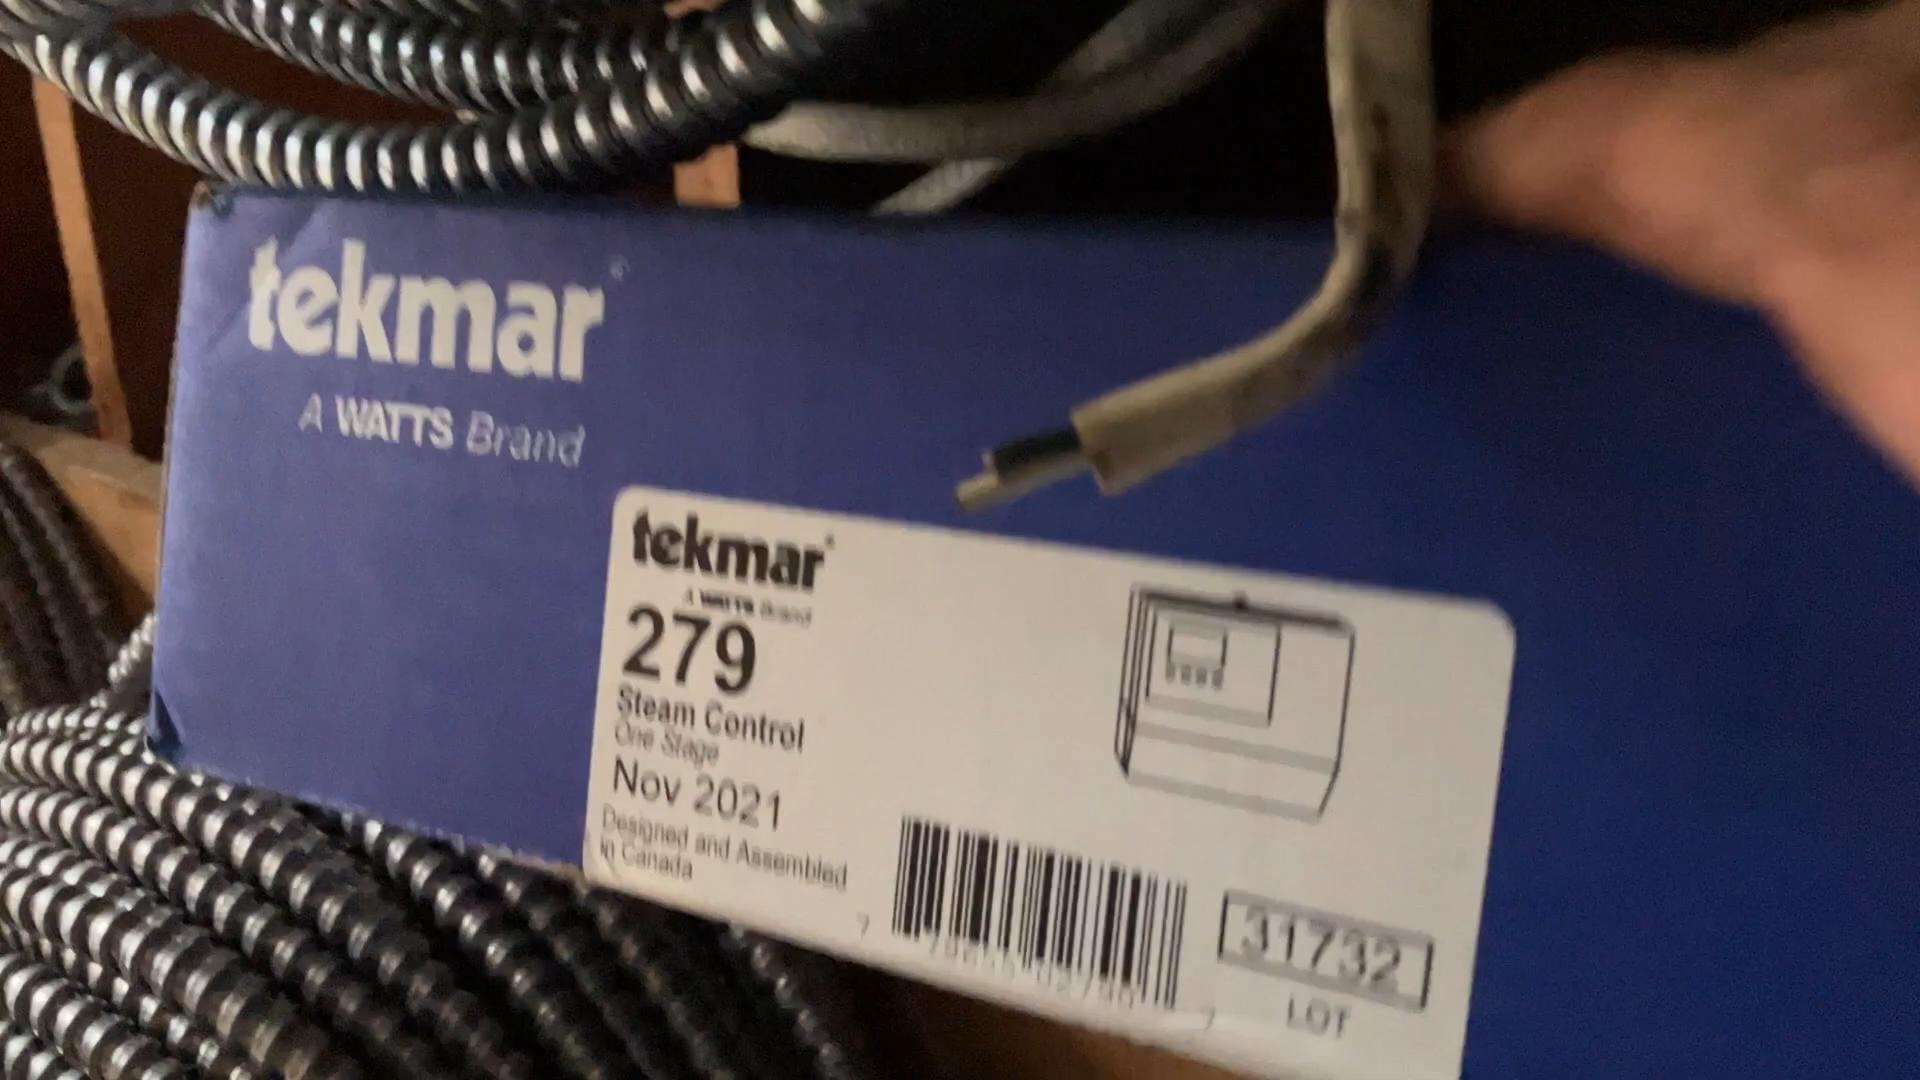 tekmar
A WATTS Brand
tekmar
A WATTS Brand
279
Steam Control
One Stage
Nov 2021
Designed and Assembled
in Canada
31732
LOT